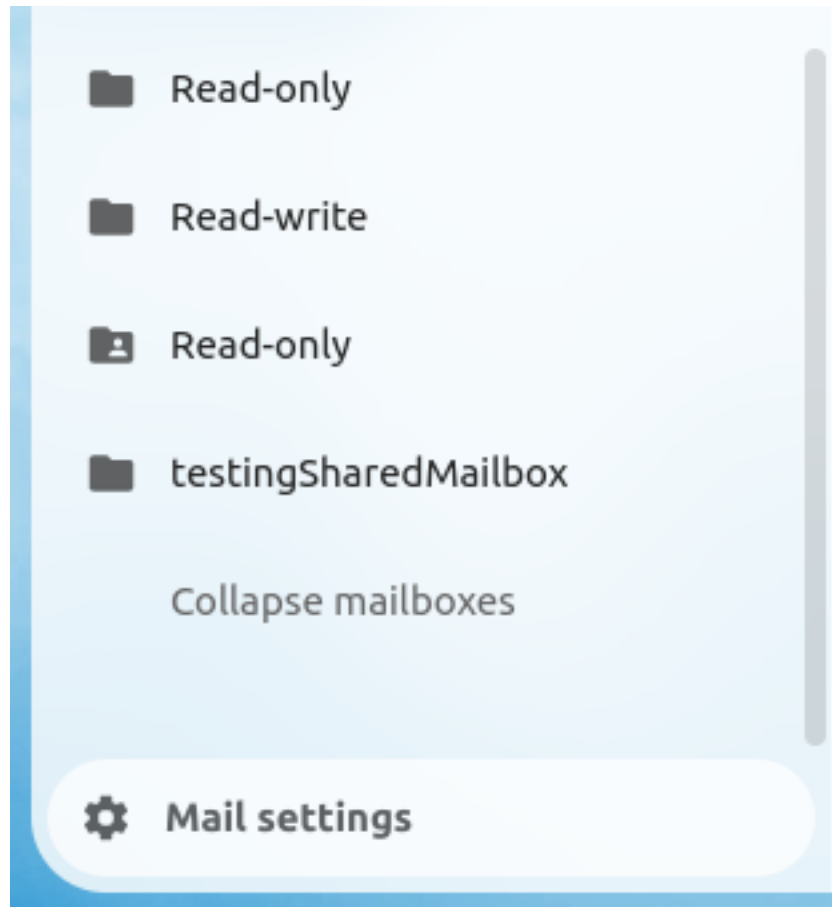 Read-only
Read-write
Read-only
testingSharedMailbox
Collapse mailboxes
Mail settings